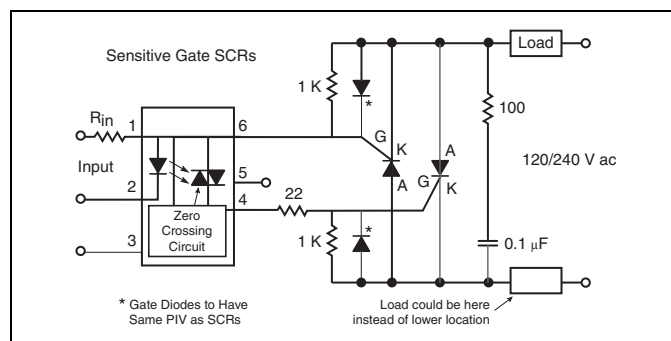 Sensitive Gate SCRs
Load
1 K
*
100
Rin
1
6
G
K
A
120/240 V ac
Input
5
A
G
K
2
4
22
Zero
Crossing
Circuit
1 K
*
0.1 μF
3
* Gate Diodes to Have
Same PIV as SCRs
Load could be here
instead of lower location